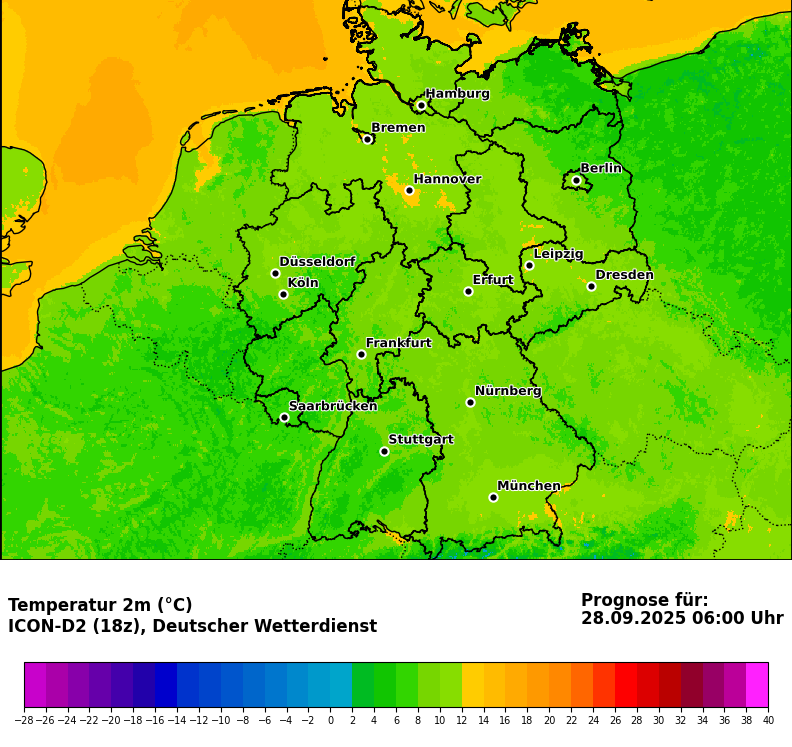 Hamburg
Bremen
Berlin
Hannover
Leipzig
Düsseldorf
Dresden
Köln
Erfurt
Frankfurt
Nürnberg
Saarbrücken
Stuttgart
München
Temperatur 2m (°C)
ICON-D2 (18z), Deutscher Wetterdienst
Prognose für:
28.09.2025 06:00 Uhr
−28 −26 −24 −22 −20 −18 −16 −14 −12 −10 −8 −6 −4 −2 0 2 4 6 8 10 12 14 16 18 20 22 24 26 28 30 32 34 36 38 40